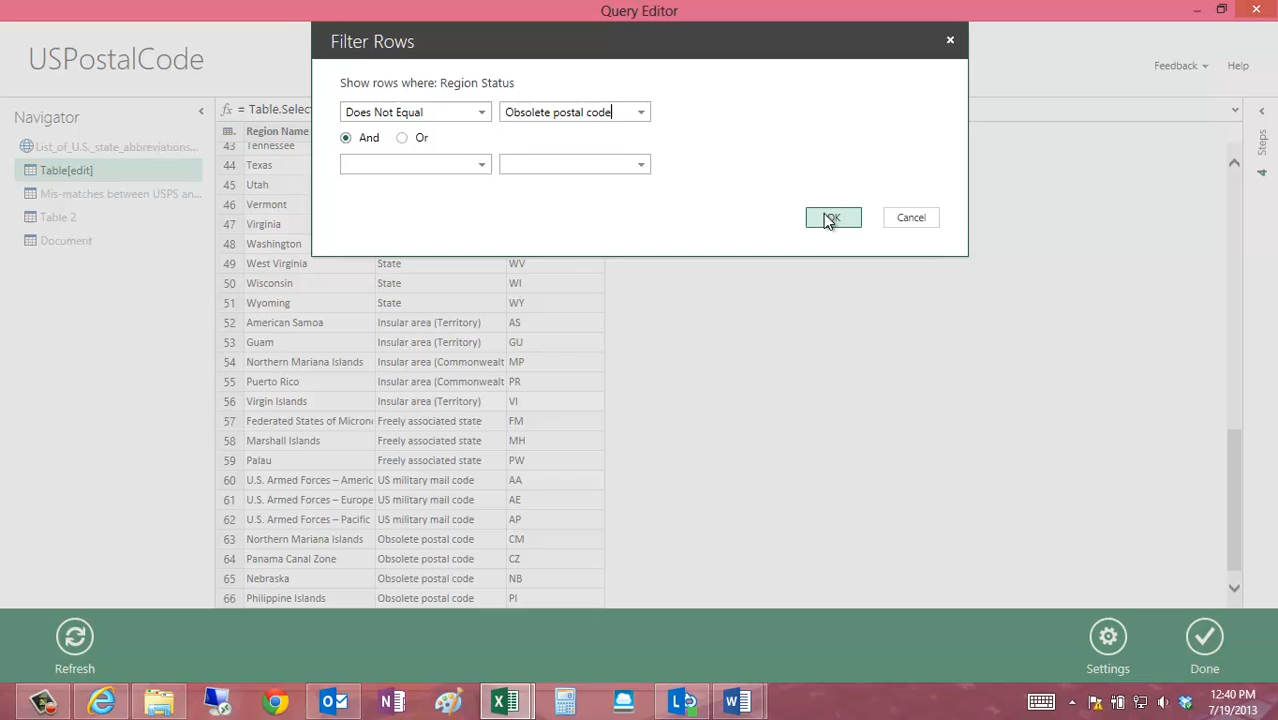 Query Editor
USPostalCode
Feedback
Help
Filter Rows
Show rows where: Region Status
Does Not Equal
Obsolete postal code
And
Or
OK
Cancel
Navigator
List_of_U.S._state_abbreviations...
Table[edit]
Mis-matches between USPS an...
Table 2
Document
fx = Table.Selec
Region Name
43 Tennessee
44 Texas
45 Utah
46 Vermont
47 Virginia
48 Washington
49 West Virginia State WV
50 Wisconsin State WI
51 Wyoming State WY
52 American Samoa Insular area (Territory) AS
53 Guam Insular area (Territory) GU
54 Northern Mariana Islands Insular area (Commonwealt MP
55 Puerto Rico Insular area (Commonwealt PR
56 Virgin Islands Insular area (Territory) VI
57 Federated States of Micron Freely associated state FM
58 Marshall Islands Freely associated state MH
59 Palau Freely associated state PW
60 U.S. Armed Forces – Americ US military mail code AA
61 U.S. Armed Forces – Europe US military mail code AE
62 U.S. Armed Forces – Pacific US military mail code AP
63 Northern Mariana Islands Obsolete postal code CM
64 Panama Canal Zone Obsolete postal code CZ
65 Nebraska Obsolete postal code NB
66 Philippine Islands Obsolete postal code PI
Steps
4
Refresh
Settings
Done
12:40 PM
7/19/2013